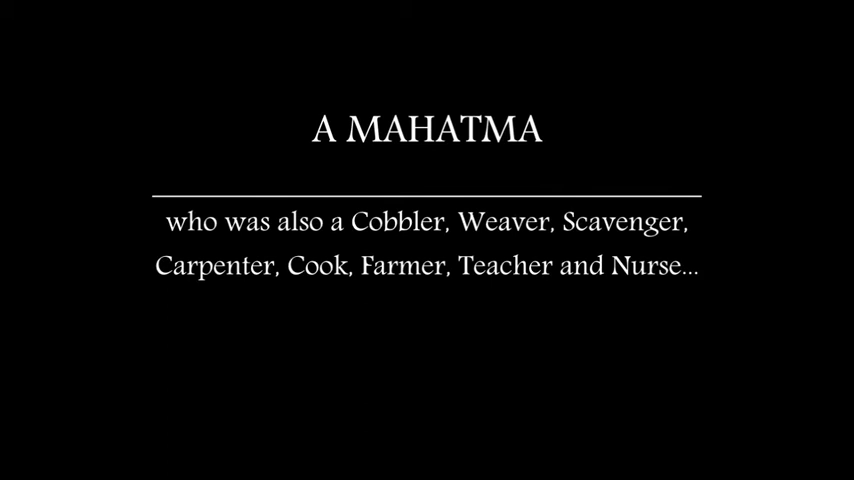 A MAHATMA
who was also a Cobbler, Weaver, Scavenger,
Carpenter, Cook, Farmer, Teacher and Nurse...